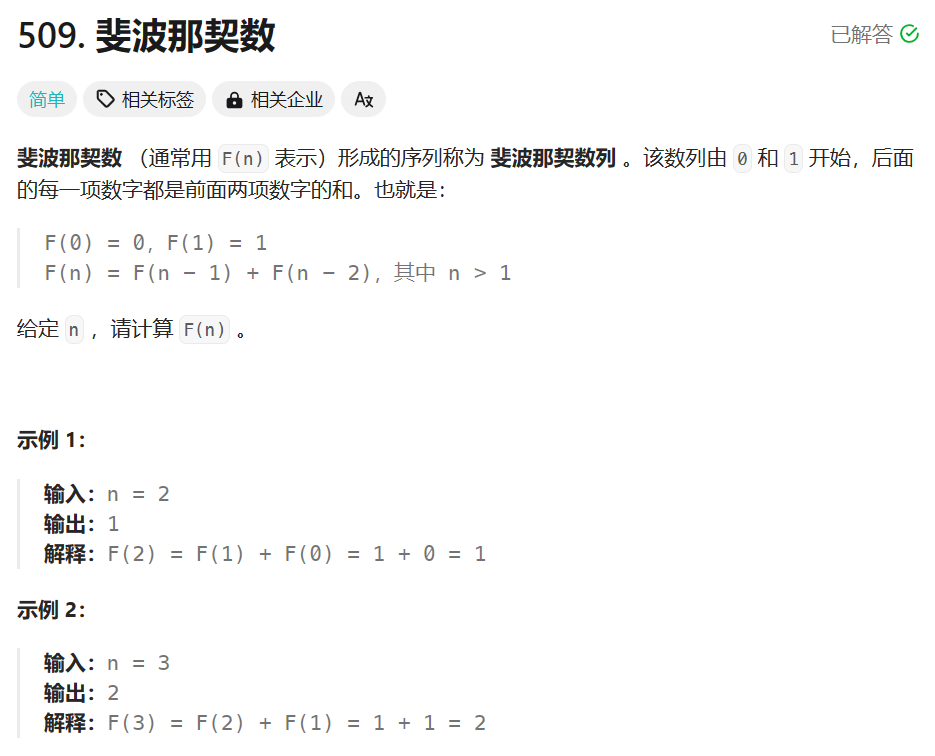 509. 斐波那契数
已解答
简单 相关标签 相关企业 A文
斐波那契数 （通常用 F(n) 表示）形成的序列称为 斐波那契数列 。该数列由 0 和 1 开始，后面
的每一项数字都是前面两项数字的和。也就是：
F(0) = 0，F(1) = 1
F(n) = F(n - 1) + F(n - 2)，其中 n > 1
给定 n ，请计算 F(n) 。
示例 1：
输入：n = 2
输出：1
解释：F(2) = F(1) + F(0) = 1 + 0 = 1
示例 2：
输入：n = 3
输出：2
解释：F(3) = F(2) + F(1) = 1 + 1 = 2